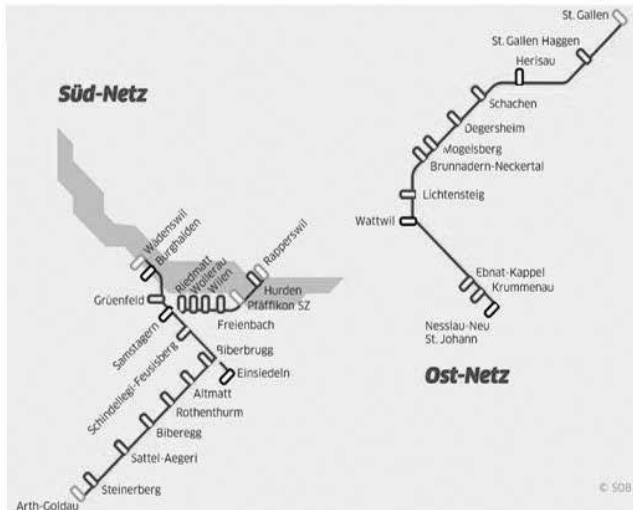 St. Gallen
St. Gallen Haggen
Herisau
Süd-Netz
Schachen
Degersheim
Mogelsberg
Brunnadern-Neckertal
Lichtensteig
Wattwil
Wädenswil
Burghalden
Rapperswil
Riedmatt
Wollerau
Wilen
Grüenfeld
Hurden
Pfäffikon SZ
Freienbach
Ebnat-Kappel
Krummenau
Nesslau-Neu
St. Johann
Samstagern
Schindellegi-Feusisberg
Biberbrugg
Einsiedeln
Ost-Netz
Altmatt
Rothenthurm
Biberegg
Sattel-Aegeri
Steinerberg
Arth-Goldau
© SOB